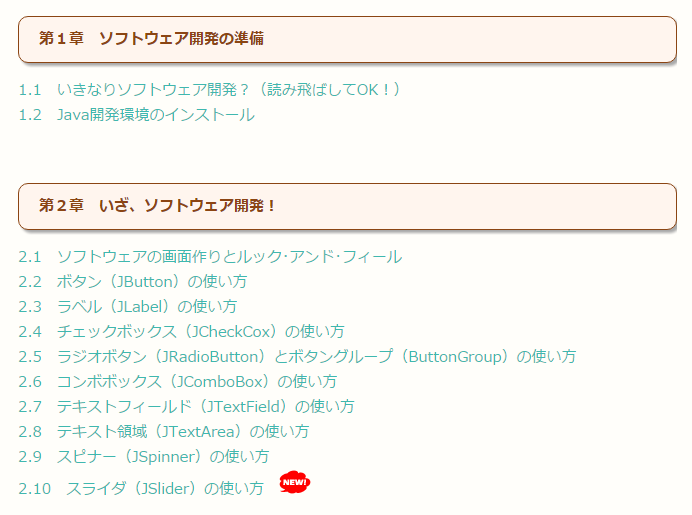 第１章　ソフトウェア開発の準備
1.1　いきなりソフトウェア開発？（読み飛ばしてOK！）
1.2　Java開発環境のインストール
第２章　いざ、ソフトウェア開発！
2.1　ソフトウェアの画面作りとルック･アンド･フィール
2.2　ボタン（JButton）の使い方
2.3　ラベル（JLabel）の使い方
2.4　チェックボックス（JCheckCox）の使い方
2.5　ラジオボタン（JRadioButton）とボタングループ（ButtonGroup）の使い方
2.6　コンボボックス（JComboBox）の使い方
2.7　テキストフィールド（JTextField）の使い方
2.8　テキスト領域（JTextArea）の使い方
2.9　スピナー（JSpinner）の使い方
2.10　スライダ（JSlider）の使い方　NEW!